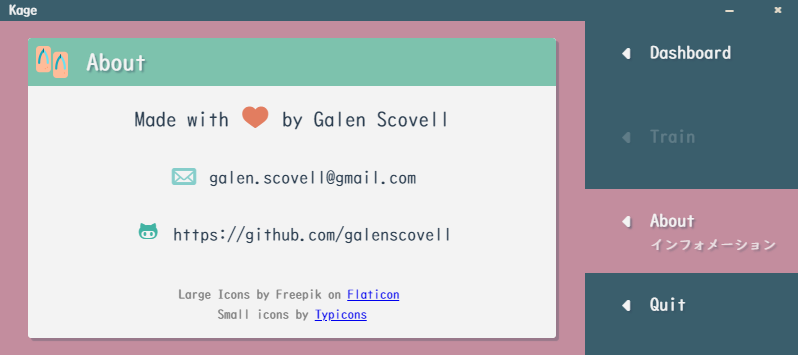 Kage
About
Made with by Galen Scovell
galen.scovell@gmail.com
https://github.com/galenscovell
Large Icons by Freepik on Flaticon
Small icons by Typicons
Dashboard
Train
About
インフォメーション
Quit